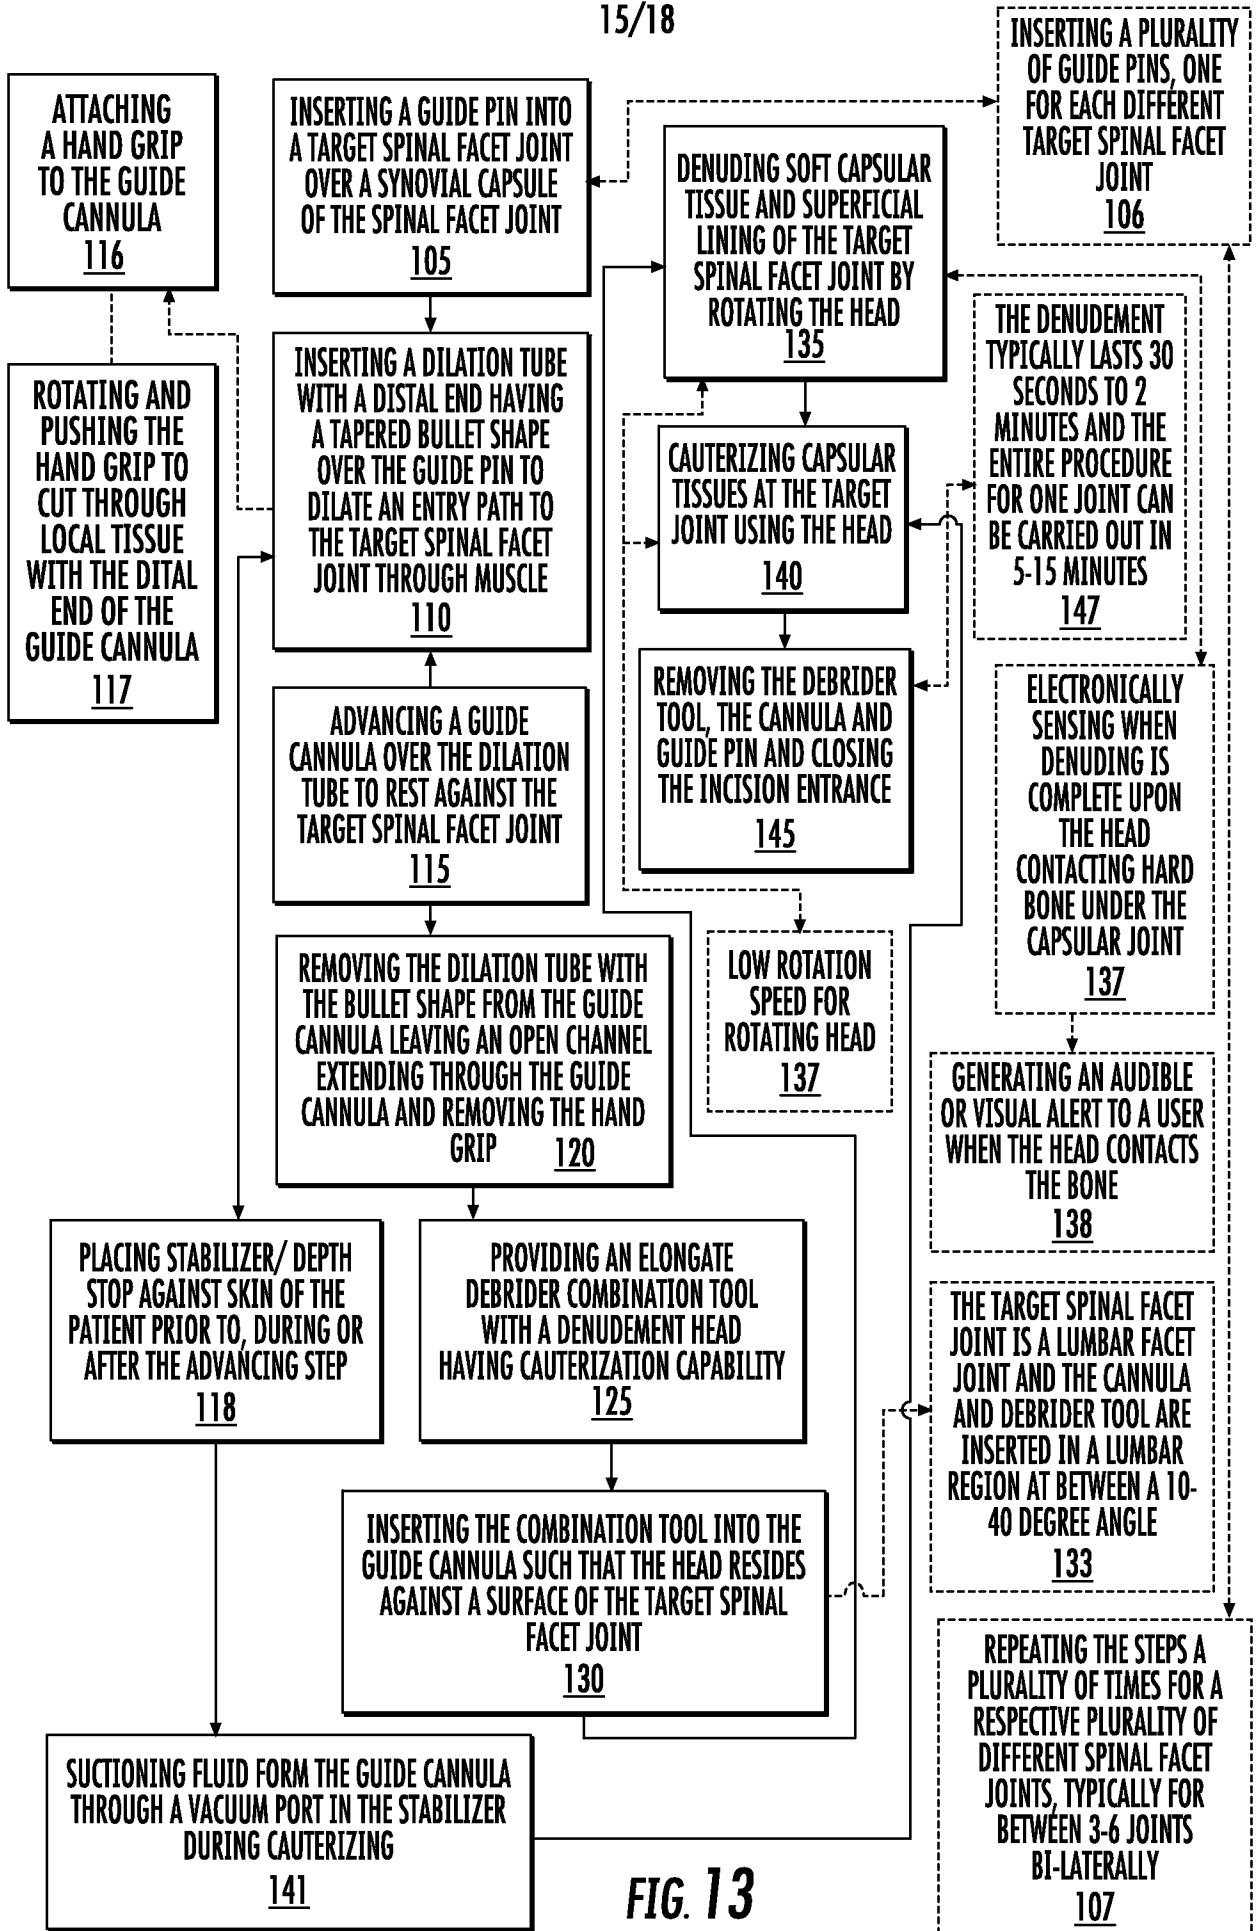 15/18
ATTACHING
A HAND GRIP
TO THE GUIDE
CANNULA
116
ROTATING AND
PUSHING THE
HAND GRIP TO
CUT THROUGH
LOCAL TISSUE
WITH THE DITAL
END OF THE
GUIDE CANNULA
117
INSERTING A GUIDE PIN INTO
A TARGET SPINAL FACET JOINT
OVER A SYNOVIAL CAPSULE
OF THE SPINAL FACET JOINT
105
INSERTING A DILATION TUBE
WITH A DISTAL END HAVING
A TAPERED BULLET SHAPE
OVER THE GUIDE PIN TO
DILATE AN ENTRY PATH TO
THE TARGET SPINAL FACET
JOINT THROUGH MUSCLE
110
ADVANCING A GUIDE
CANNULA OVER THE DILATION
TUBE TO REST AGAINST THE
TARGET SPINAL FACET JOINT
115
REMOVING THE DILATION TUBE WITH
THE BULLET SHAPE FROM THE GUIDE
CANNULA LEAVING AN OPEN CHANNEL
EXTENDING THROUGH THE GUIDE
CANNULA AND REMOVING THE HAND
GRIP 120
PLACING STABILIZER/ DEPTH
STOP AGAINST SKIN OF THE
PATIENT PRIOR TO, DURING OR
AFTER THE ADVANCING STEP
118
PROVIDING AN ELONGATE
DEBRIDER COMBINATION TOOL
WITH A DENUDEMENT HEAD
HAVING CAUTERIZATION CAPABILITY
125
INSERTING THE COMBINATION TOOL INTO THE
GUIDE CANNULA SUCH THAT THE HEAD RESIDES
AGAINST A SURFACE OF THE TARGET SPINAL
FACET JOINT
130
SUCTIONING FLUID FORM THE GUIDE CANNULA
THROUGH A VACUUM PORT IN THE STABILIZER
DURING CAUTERIZING
141
DENUDING SOFT CAPSULAR
TISSUE AND SUPERFICIAL
LINING OF THE TARGET
SPINAL FACET JOINT BY
ROTATING THE HEAD
135
CAUTERIZING CAPSULAR
TISSUES AT THE TARGET
JOINT USING THE HEAD
140
REMOVING THE DEBRIDER
TOOL, THE CANNULA AND
GUIDE PIN AND CLOSING
THE INCISION ENTRANCE
145
LOW ROTATION
SPEED FOR
ROTATING HEAD
137
INSERTING A PLURALITY
OF GUIDE PINS, ONE
FOR EACH DIFFERENT
TARGET SPINAL FACET
JOINT
106
THE DENUDEMENT
TYPICALLY LASTS 30
SECONDS TO 2
MINUTES AND THE
ENTIRE PROCEDURE
FOR ONE JOINT CAN
BE CARRIED OUT IN
5-15 MINUTES
147
ELECTRONICALLY
SENSING WHEN
DENUDING IS
COMPLETE UPON
THE HEAD
CONTACTING HARD
BONE UNDER THE
CAPSULAR JOINT
137
GENERATING AN AUDIBLE
OR VISUAL ALERT TO A USER
WHEN THE HEAD CONTACTS
THE BONE
138
THE TARGET SPINAL FACET
JOINT IS A LUMBAR FACET
JOINT AND THE CANNULA
AND DEBRIDER TOOL ARE
INSERTED IN A LUMBAR
REGION AT BETWEEN A 10-
40 DEGREE ANGLE
133
REPEATING THE STEPS A
PLURALITY OF TIMES FOR A
RESPECTIVE PLURALITY OF
DIFFERENT SPINAL FACET
JOINTS, TYPICALLY FOR
BETWEEN 3-6 JOINTS
BI-LATERALLY
107
FIG. 13